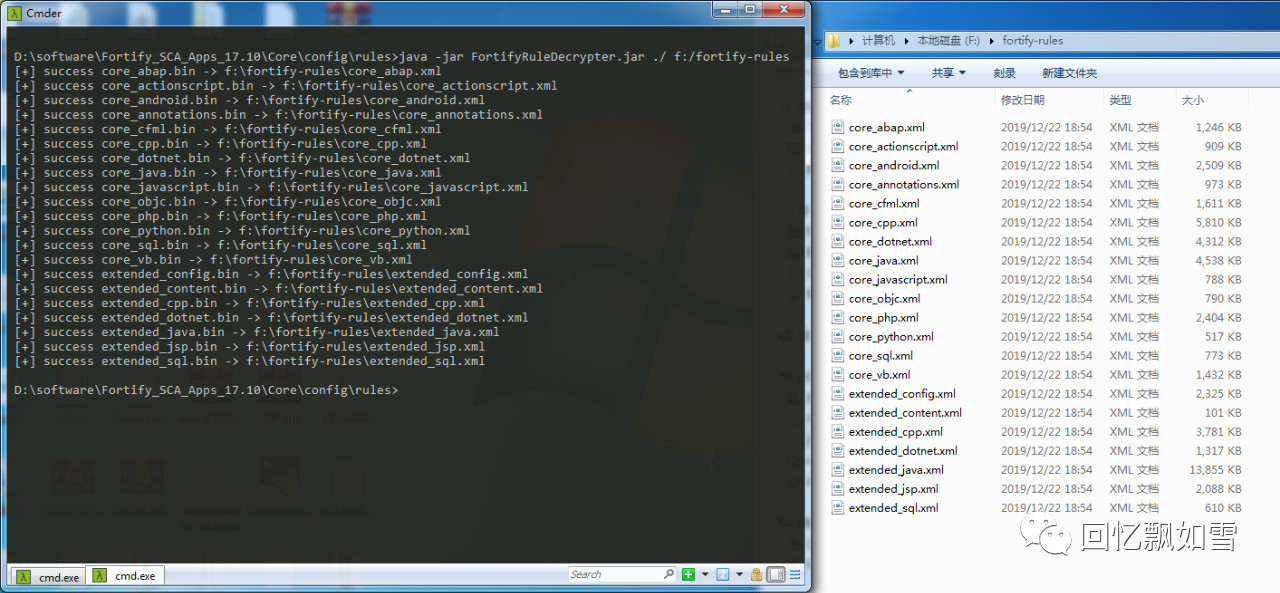 Cmder
D:\software\Fortify_SCA_Apps_17.10\Core\config\rules>java -jar FortifyRuleDecrypter.jar ./ f:/fortify-rules
[+] success core_abap.bin -> f:\fortify-rules\core_abap.xml
[+] success core_actionscript.bin -> f:\fortify-rules\core_actionscript.xml
[+] success core_android.bin -> f:\fortify-rules\core_android.xml
[+] success core_annotations.bin -> f:\fortify-rules\core_annotations.xml
[+] success core_cfml.bin -> f:\fortify-rules\core_cfml.xml
[+] success core_cpp.bin -> f:\fortify-rules\core_cpp.xml
[+] success core_dotnet.bin -> f:\fortify-rules\core_dotnet.xml
[+] success core_java.bin -> f:\fortify-rules\core_java.xml
[+] success core_javascript.bin -> f:\fortify-rules\core_javascript.xml
[+] success core_objc.bin -> f:\fortify-rules\core_objc.xml
[+] success core_php.bin -> f:\fortify-rules\core_php.xml
[+] success core_python.bin -> f:\fortify-rules\core_python.xml
[+] success core_sql.bin -> f:\fortify-rules\core_sql.xml
[+] success core_vb.bin -> f:\fortify-rules\core_vb.xml
[+] success extended_config.bin -> f:\fortify-rules\extended_config.xml
[+] success extended_content.bin -> f:\fortify-rules\extended_content.xml
[+] success extended_cpp.bin -> f:\fortify-rules\extended_cpp.xml
[+] success extended_dotnet.bin -> f:\fortify-rules\extended_dotnet.xml
[+] success extended_java.bin -> f:\fortify-rules\extended_java.xml
[+] success extended_jsp.bin -> f:\fortify-rules\extended_jsp.xml
[+] success extended_sql.bin -> f:\fortify-rules\extended_sql.xml
D:\software\Fortify_SCA_Apps_17.10\Core\config\rules>
cmd.exe cmd.exe Search
计算机 本地磁盘 (F:) fortify-rules
包含到库中 共享 刻录 新建文件夹
名称 修改日期 类型 大小
core_abap.xml 2019/12/22 18:54 XML 文档 1,246 KB
core_actionscript.xml 2019/12/22 18:54 XML 文档 909 KB
core_android.xml 2019/12/22 18:54 XML 文档 2,509 KB
core_annotations.xml 2019/12/22 18:54 XML 文档 973 KB
core_cfml.xml 2019/12/22 18:54 XML 文档 1,611 KB
core_cpp.xml 2019/12/22 18:54 XML 文档 5,810 KB
core_dotnet.xml 2019/12/22 18:54 XML 文档 4,312 KB
core_java.xml 2019/12/22 18:54 XML 文档 4,538 KB
core_javascript.xml 2019/12/22 18:54 XML 文档 788 KB
core_objc.xml 2019/12/22 18:54 XML 文档 790 KB
core_php.xml 2019/12/22 18:54 XML 文档 2,404 KB
core_python.xml 2019/12/22 18:54 XML 文档 517 KB
core_sql.xml 2019/12/22 18:54 XML 文档 773 KB
core_vb.xml 2019/12/22 18:54 XML 文档 1,432 KB
extended_config.xml 2019/12/22 18:54 XML 文档 2,325 KB
extended_content.xml 2019/12/22 18:54 XML 文档 101 KB
extended_cpp.xml 2019/12/22 18:54 XML 文档 3,781 KB
extended_dotnet.xml 2019/12/22 18:54 XML 文档 1,317 KB
extended_java.xml 2019/12/22 18:54 XML 文档 13,855 KB
extended_jsp.xml 2019/12/22 18:54 XML 文档 2,088 KB
extended_sql.xml 2019/12/22 18:54 XML 文档 610 KB
回忆飘如雪